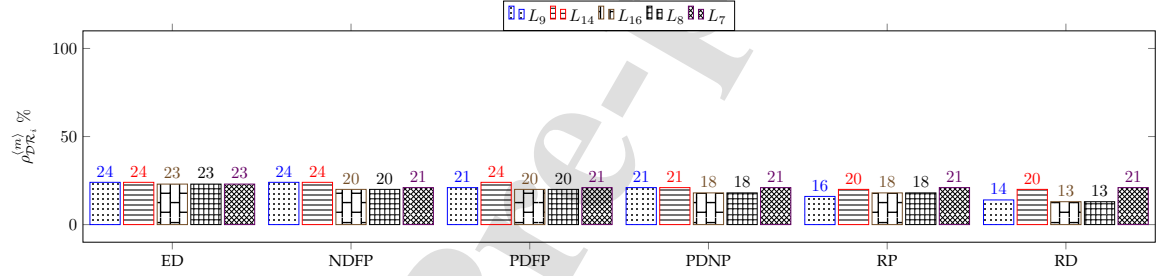 L₉ L₁₄ L₁₆ L₈ L₇
ρ^{⟨m⟩}_{𝒟ℛᵢ} %
100
50
0
24 24 23 23 23 24 24 20 20 21 21 24 20 20 21 21 21 18 18 21 16 20 18 18 21 14 20 13 13 21
ED NDFP PDFP PDNP RP RD